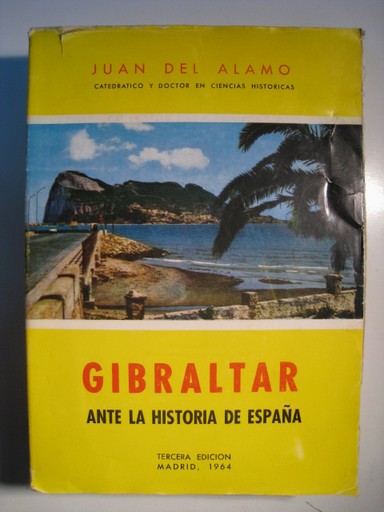 JUAN DEL ALAMO
CATEDRATICO Y DOCTOR EN CIENCIAS HISTORICAS
GIBRALTAR
ANTE LA HISTORIA DE ESPAÑA
TERCERA EDICION
MADRID, 1964